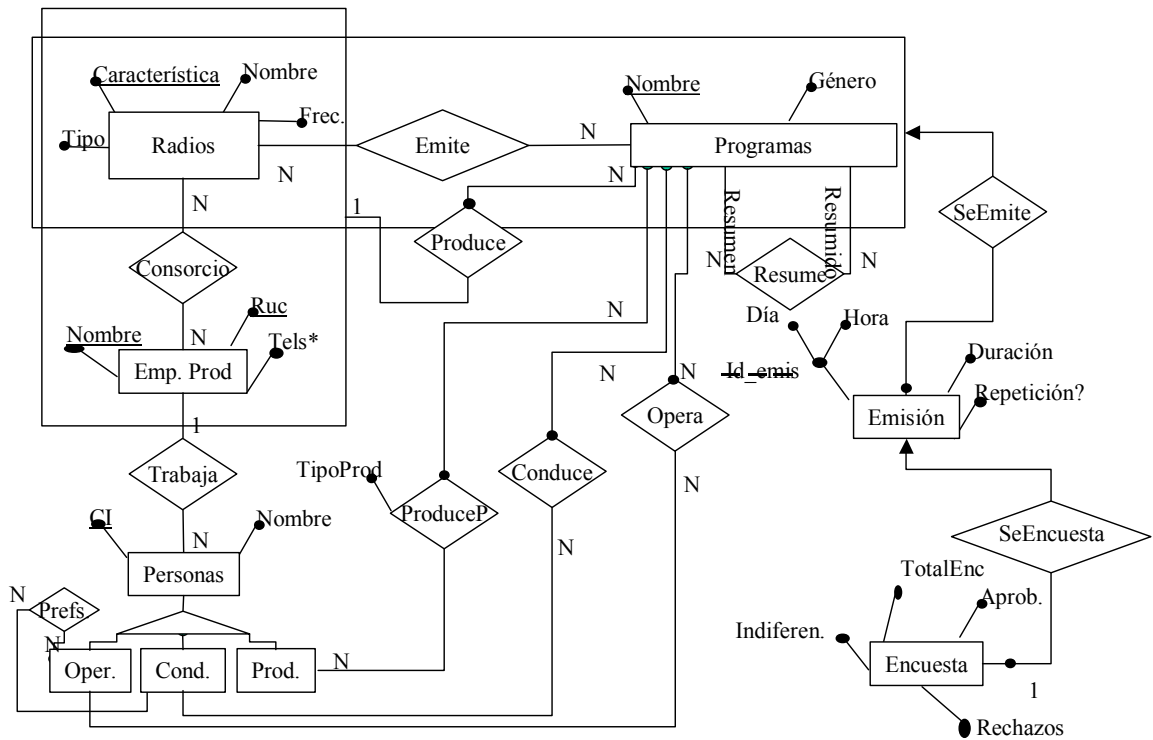 Característica
Nombre
Frec.
Tipo
Radios
N
N
Emite
N
Nombre
Género
Programas
N
1
Produce
Resumen
Resumido
N
Resume
N
SeEmite
Consorcio
N
Nombre
Ruc
Tels*
Emp. Prod
1
Trabaja
N
CI
Nombre
Personas
N
Prefs
N
Oper.
Cond.
Prod.
N
TipoProd
ProduceP
N
Conduce
N
N
N
Opera
N
Día
Hora
Id_emis
Duración
Repetición?
Emisión
SeEncuesta
TotalEnc
Aprob.
Indiferen.
Encuesta
1
Rechazos